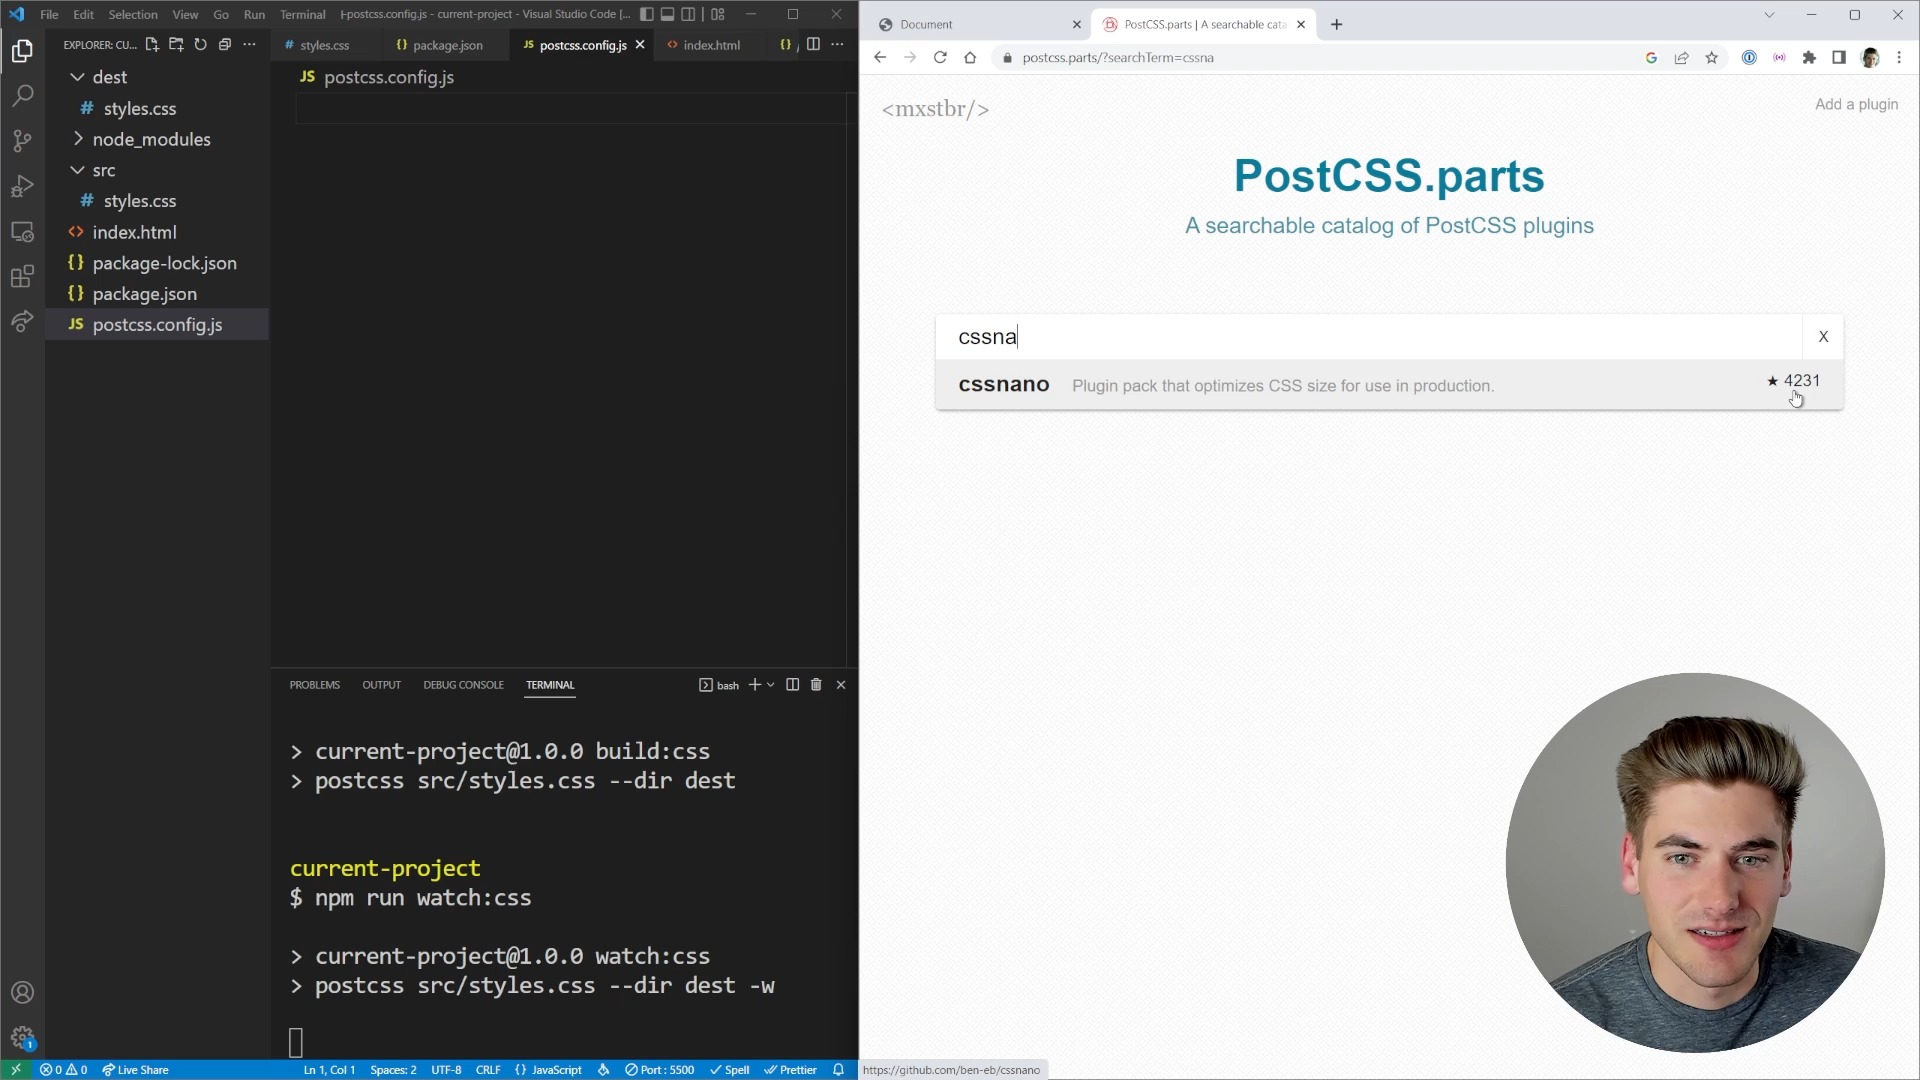 File Edit Selection View Go Run Terminal postcss.config.js - current-project - Visual Studio Code [...
EXPLORER: CU...
dest
# styles.css
node_modules
src
# styles.css
<> index.html
{} package-lock.json
{} package.json
JS postcss.config.js
# styles.css
{} package.json
JS postcss.config.js
<> index.html
{}
JS postcss.config.js
PROBLEMS OUTPUT DEBUG CONSOLE TERMINAL bash
> current-project@1.0.0 build:css
> postcss src/styles.css --dir dest
current-project
$ npm run watch:css
> current-project@1.0.0 watch:css
> postcss src/styles.css --dir dest -w
1
0 0 Live Share Ln 1, Col 1 Spaces: 2 UTF-8 CRLF {} JavaScript Port : 5500 Spell Prettier
Document
PostCSS.parts | A searchable cata
postcss.parts/?searchTerm=cssna
<mxstbr/>
Add a plugin
PostCSS.parts
A searchable catalog of PostCSS plugins
cssna
X
cssnano Plugin pack that optimizes CSS size for use in production. ★ 4231
https://github.com/ben-eb/cssnano